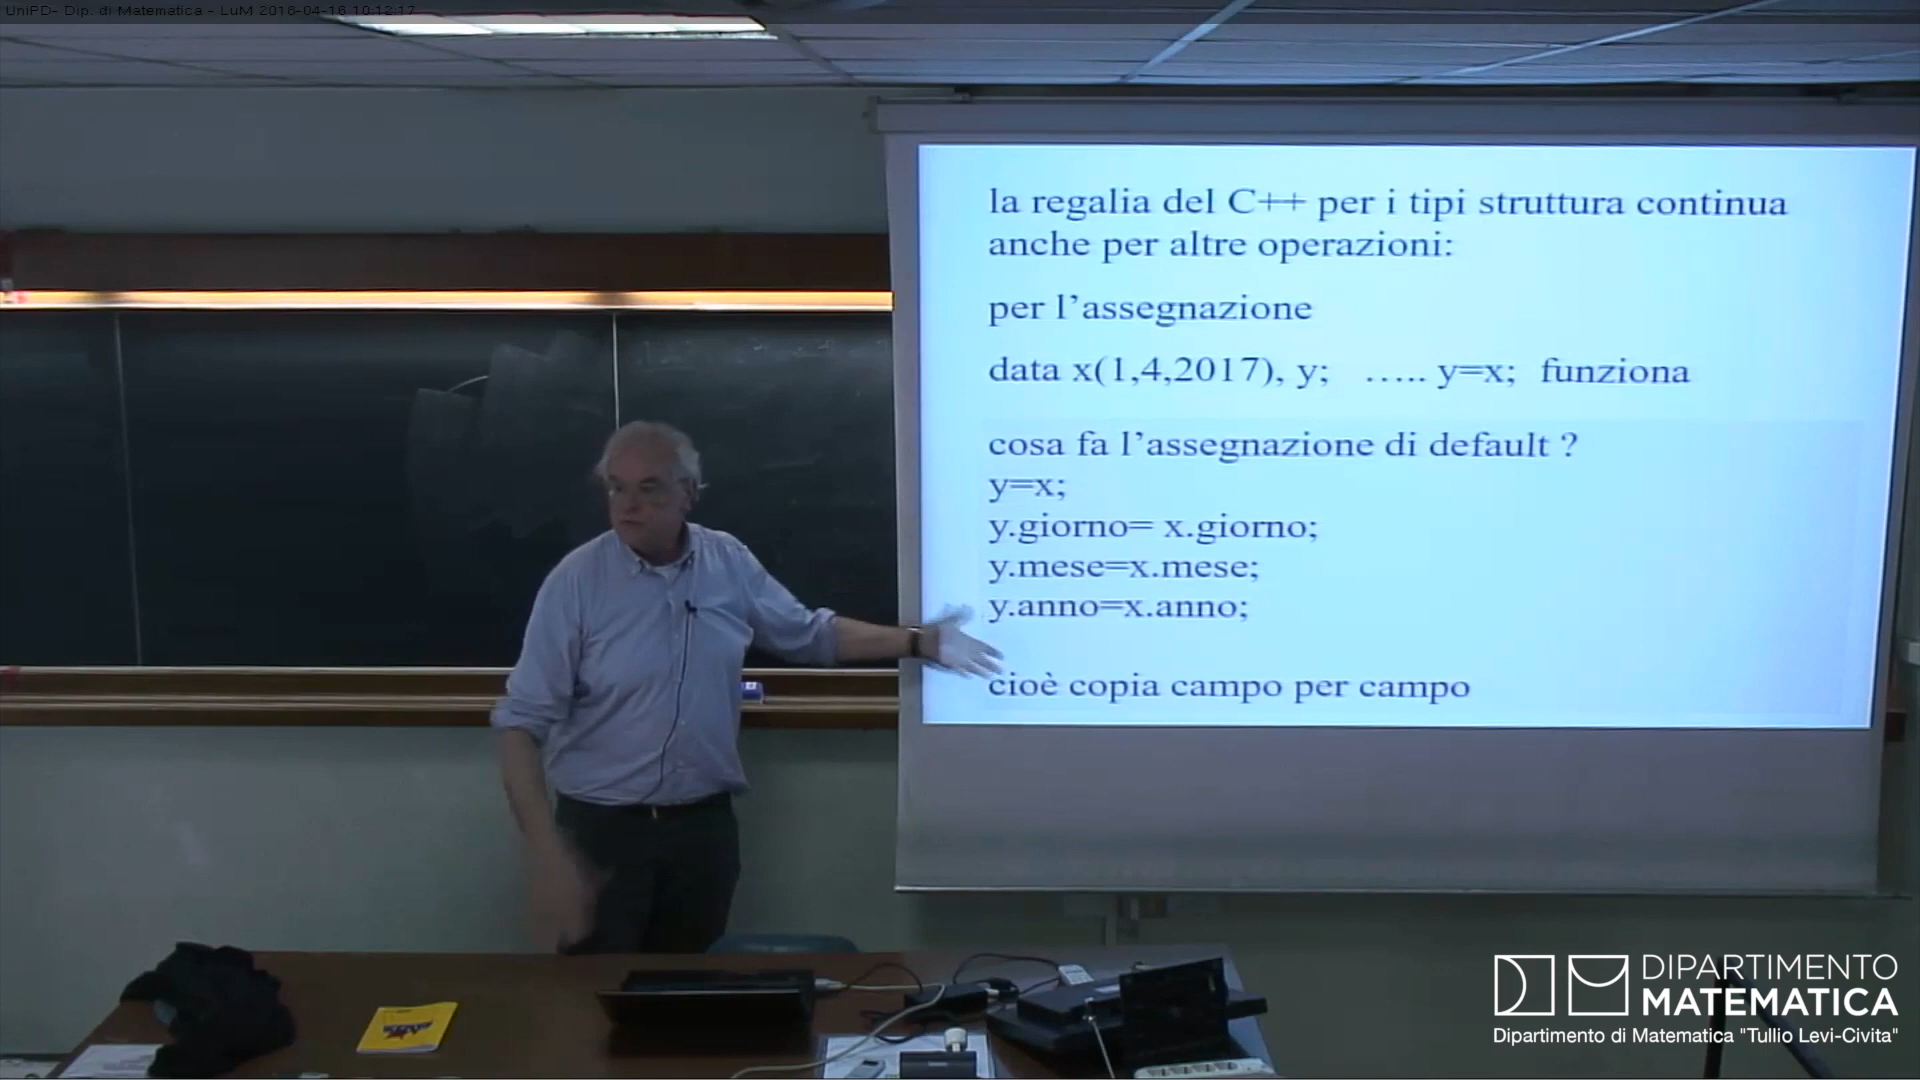 UniPD- Dip. di Matematica - LuM 2018-04-16 10:12:17
la regalia del C++ per i tipi struttura continua
anche per altre operazioni:
per l’assegnazione
data x(1,4,2017), y;   ….. y=x;  funziona
cosa fa l’assegnazione di default ?
y=x;
y.giorno= x.giorno;
y.mese=x.mese;
y.anno=x.anno;
cioè copia campo per campo
DIPARTIMENTO
MATEMATICA
Dipartimento di Matematica "Tullio Levi-Civita"